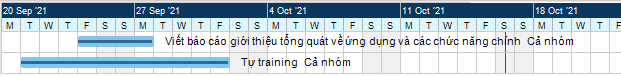 20 Sep '21 27 Sep '21 4 Oct '21 11 Oct '21 18 Oct '21
M T W T F S S M T W T F S S M T W T F S S M T W T F S S M T W T F
Viết báo cáo giới thiệu tổng quát về ứng dụng và các chức năng chính Cả nhóm
Tự training Cả nhóm